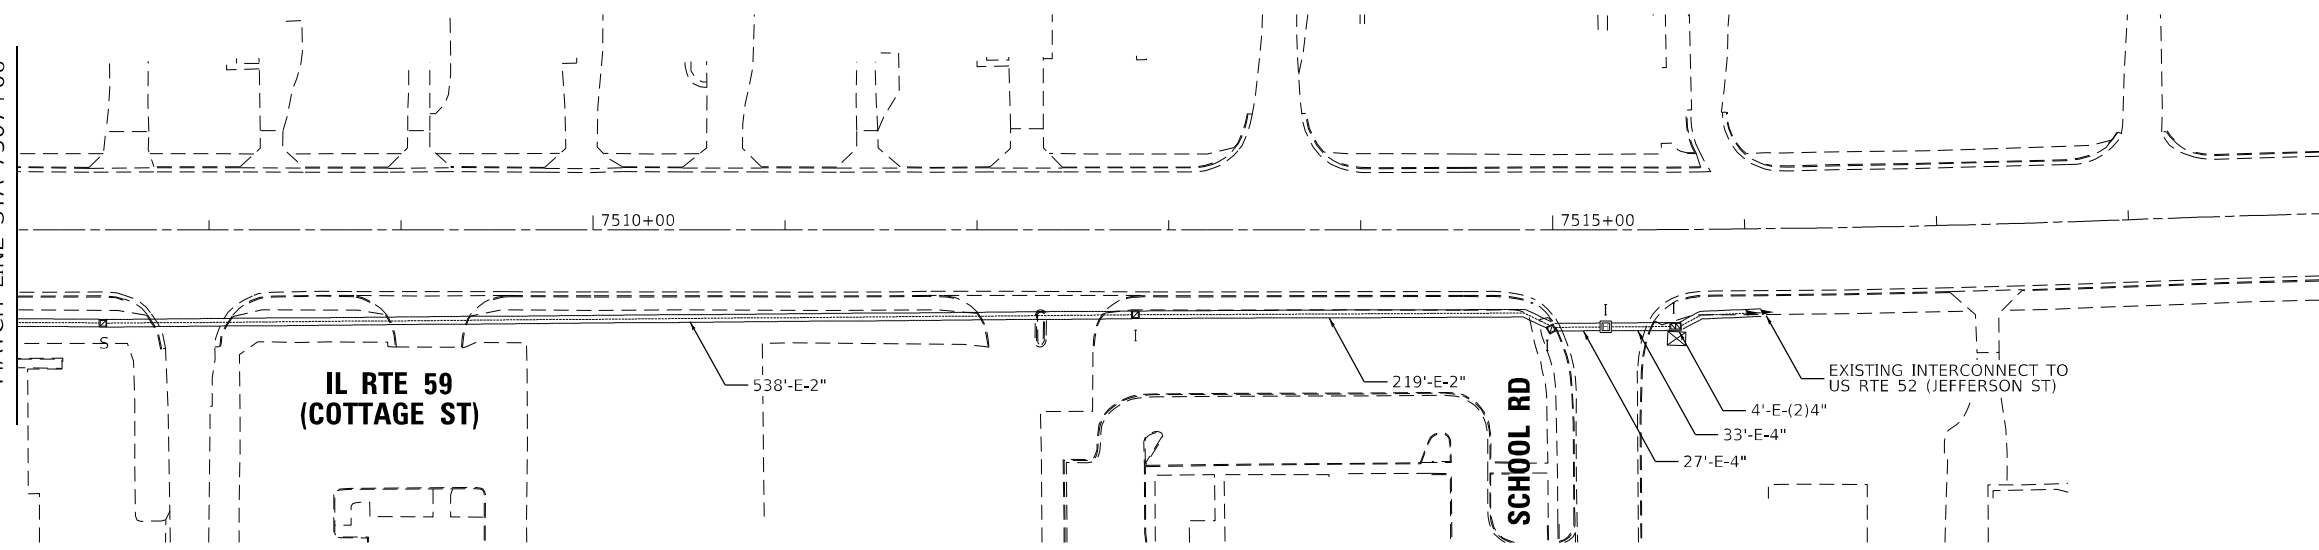 7510+00
7515+00
I
I
S
I
I
538'-E-2"
219'-E-2"
EXISTING INTERCONNECT TO
US RTE 52 (JEFFERSON ST)
IL RTE 59
(COTTAGE ST)
4'-E-(2)4"
33'-E-4"
27'-E-4"
SCHOOL RD